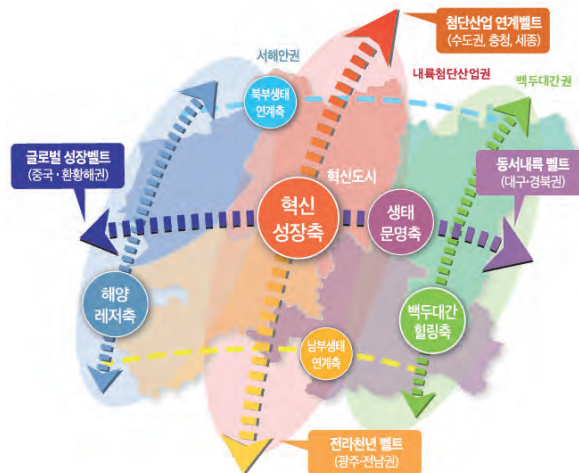 첨단산업 연계벨트
(수도권, 충청, 세종)
서해안권
내륙첨단산업권
백두대간권
북부생태
연계축
글로벌 성장벨트
(중국·환황해권)
혁신도시
동서내륙 벨트
(대구·경북권)
혁신
성장축
생태
문명축
해양
레저축
백두대간
힐링축
남부생태
연계축
전라천년 벨트
(광주·전남권)